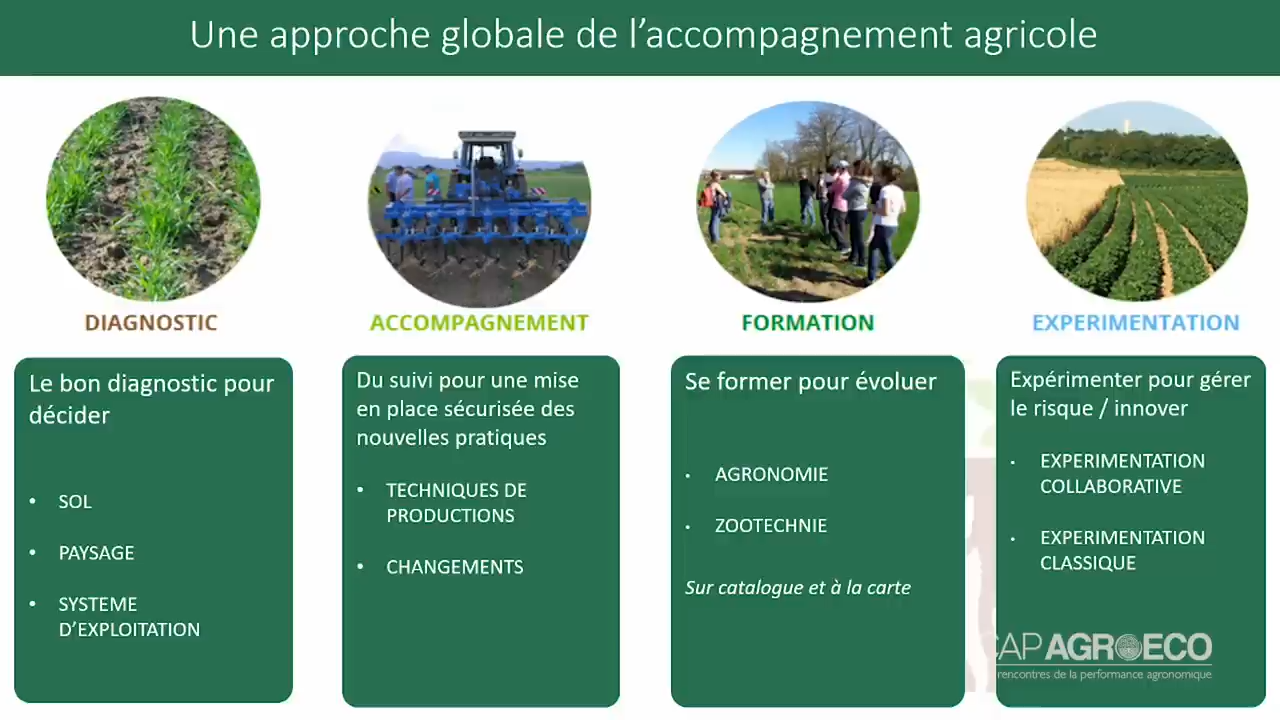 Une approche globale de l’accompagnement agricole
DIAGNOSTIC
Le bon diagnostic pour
décider
• SOL
• PAYSAGE
• SYSTEME
D’EXPLOITATION
ACCOMPAGNEMENT
Du suivi pour une mise
en place sécurisée des
nouvelles pratiques
• TECHNIQUES DE
PRODUCTIONS
• CHANGEMENTS
FORMATION
Se former pour évoluer
• AGRONOMIE
• ZOOTECHNIE
Sur catalogue et à la carte
EXPERIMENTATION
Expérimenter pour gérer
le risque / innover
• EXPERIMENTATION
COLLABORATIVE
• EXPERIMENTATION
CLASSIQUE
CAP AGROECO
rencontres de la performance agronomique